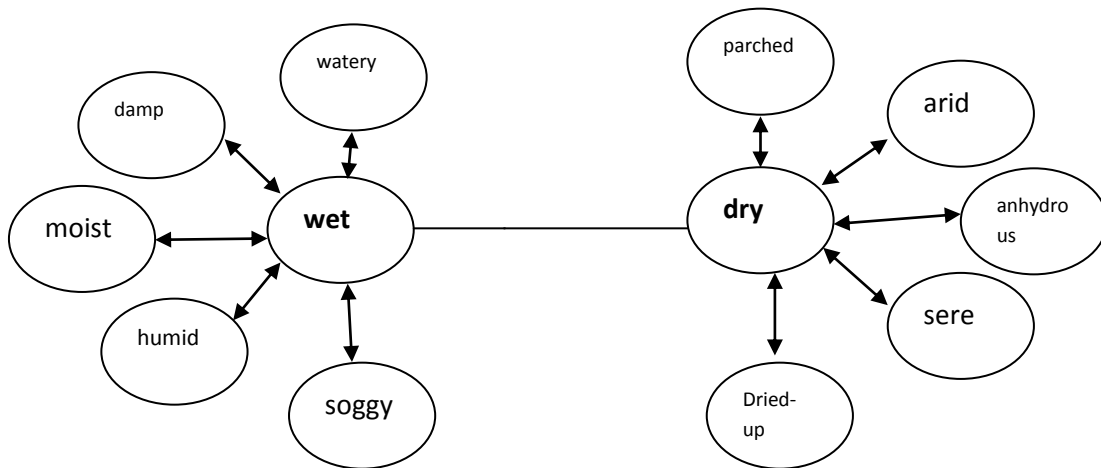 watery
damp
moist
wet
humid
soggy
parched
arid
dry
anhydro
us
sere
Dried-
up